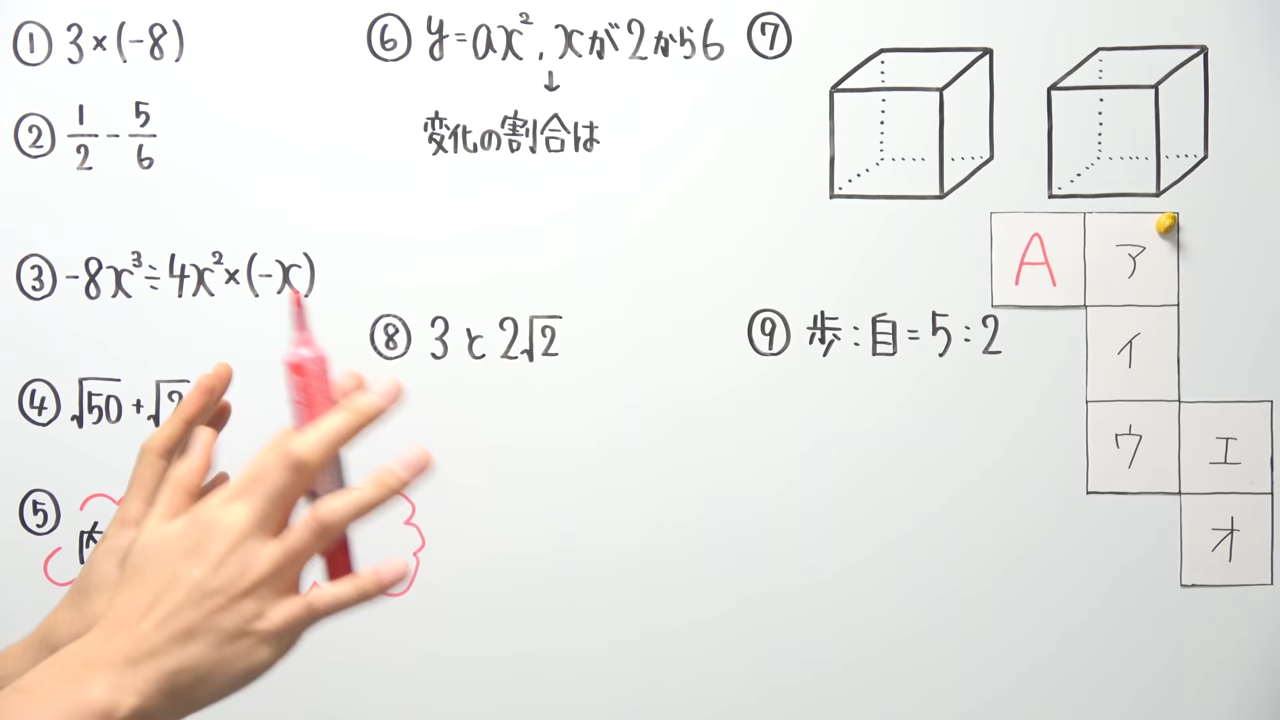 ① 3×(-8)
② 1/2 - 5/6
③ -8x³÷4x²×(-x)
④ √50+√2
⑤
⑥ y=ax², xが2から6
↓
変化の割合は
⑦
⑧ 3と2√2
⑨ 歩:自=5:2
A ア
イ
ウ エ
オ